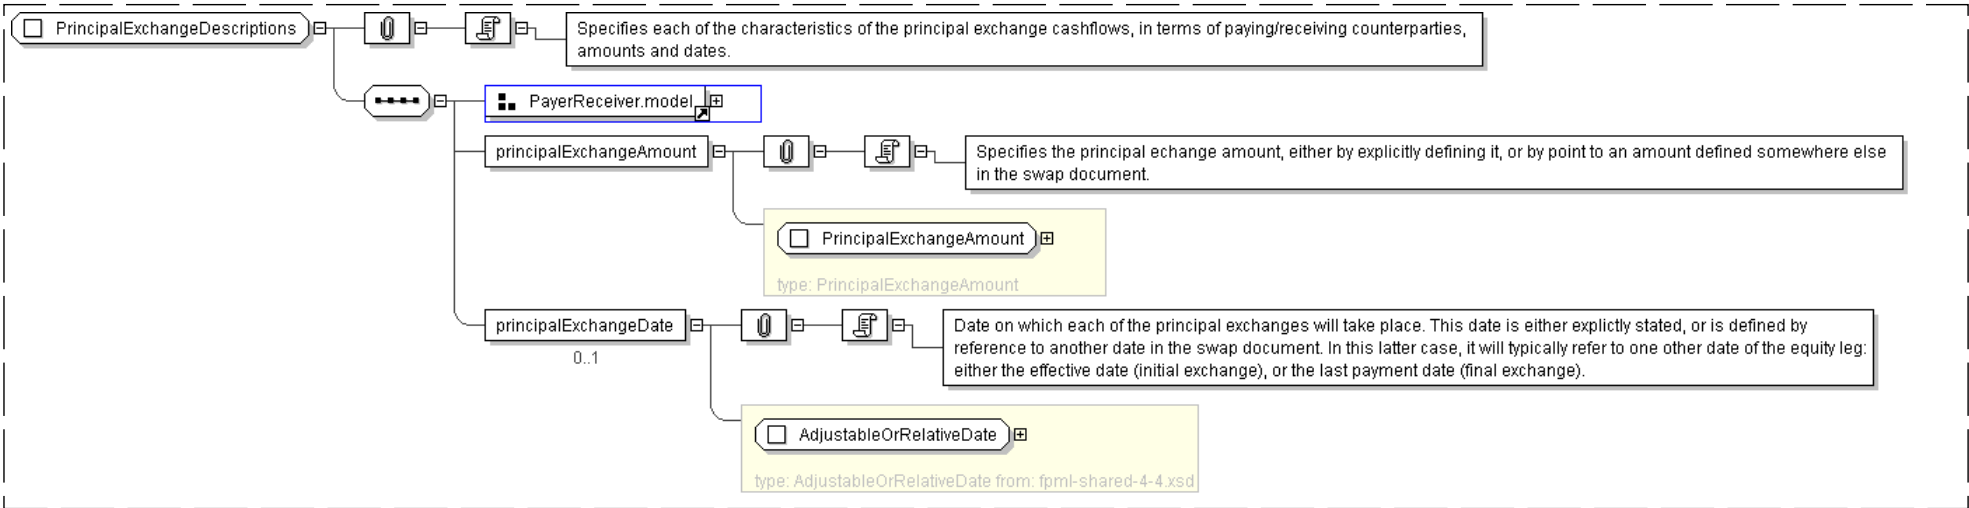 PrincipalExchangeDescriptions
Specifies each of the characteristics of the principal exchange cashflows, in terms of paying/receiving counterparties,
amounts and dates.
PayerReceiver.model
principalExchangeAmount
Specifies the principal echange amount, either by explicitly defining it, or by point to an amount defined somewhere else
in the swap document.
PrincipalExchangeAmount
type: PrincipalExchangeAmount
principalExchangeDate
0..1
Date on which each of the principal exchanges will take place. This date is either explictly stated, or is defined by
reference to another date in the swap document. In this latter case, it will typically refer to one other date of the equity leg:
either the effective date (initial exchange), or the last payment date (final exchange).
AdjustableOrRelativeDate
type: AdjustableOrRelativeDate from: fpml-shared-4-4.xsd